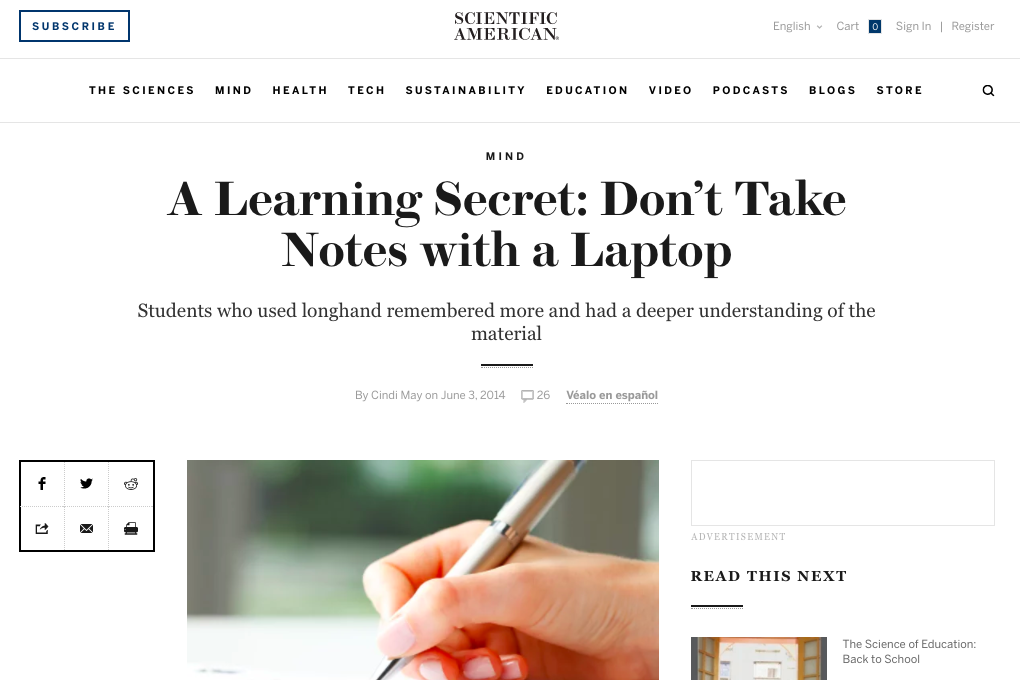 SUBSCRIBE
SCIENTIFIC
AMERICAN®
English
Cart 0
Sign In | Register
THE SCIENCES MIND HEALTH TECH SUSTAINABILITY EDUCATION VIDEO PODCASTS BLOGS STORE
MIND
A Learning Secret: Don’t Take
Notes with a Laptop
Students who used longhand remembered more and had a deeper understanding of the
material
By Cindi May on June 3, 2014 26 Véalo en español
ADVERTISEMENT
READ THIS NEXT
The Science of Education:
Back to School